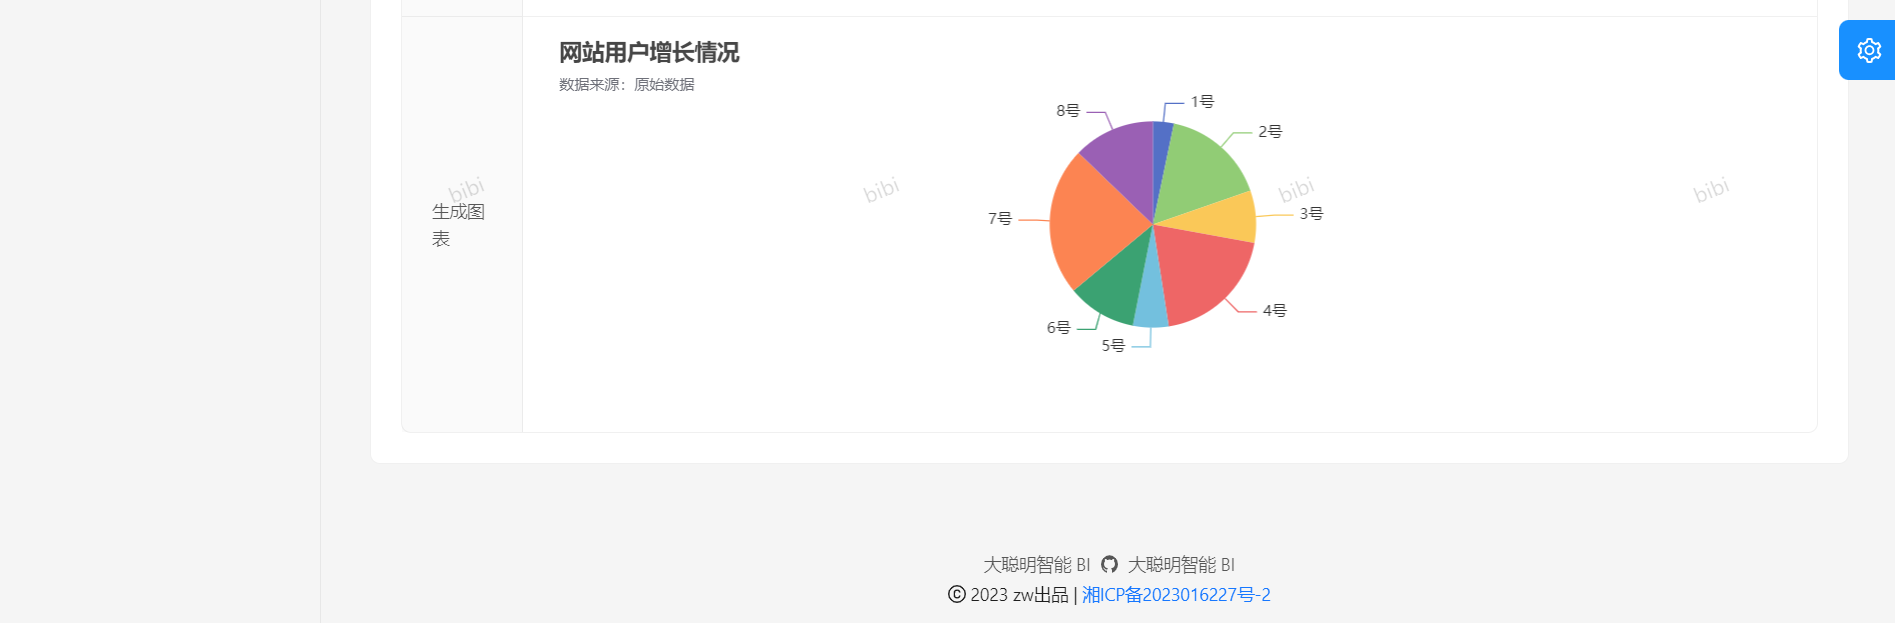 网站用户增长情况
数据来源：原始数据
8号
1号
2号
bibi
bibi
bibi
bibi
生成图
表
7号
3号
4号
6号
5号
大聪明智能 BI 大聪明智能 BI
© 2023 zw出品 | 湘ICP备2023016227号-2